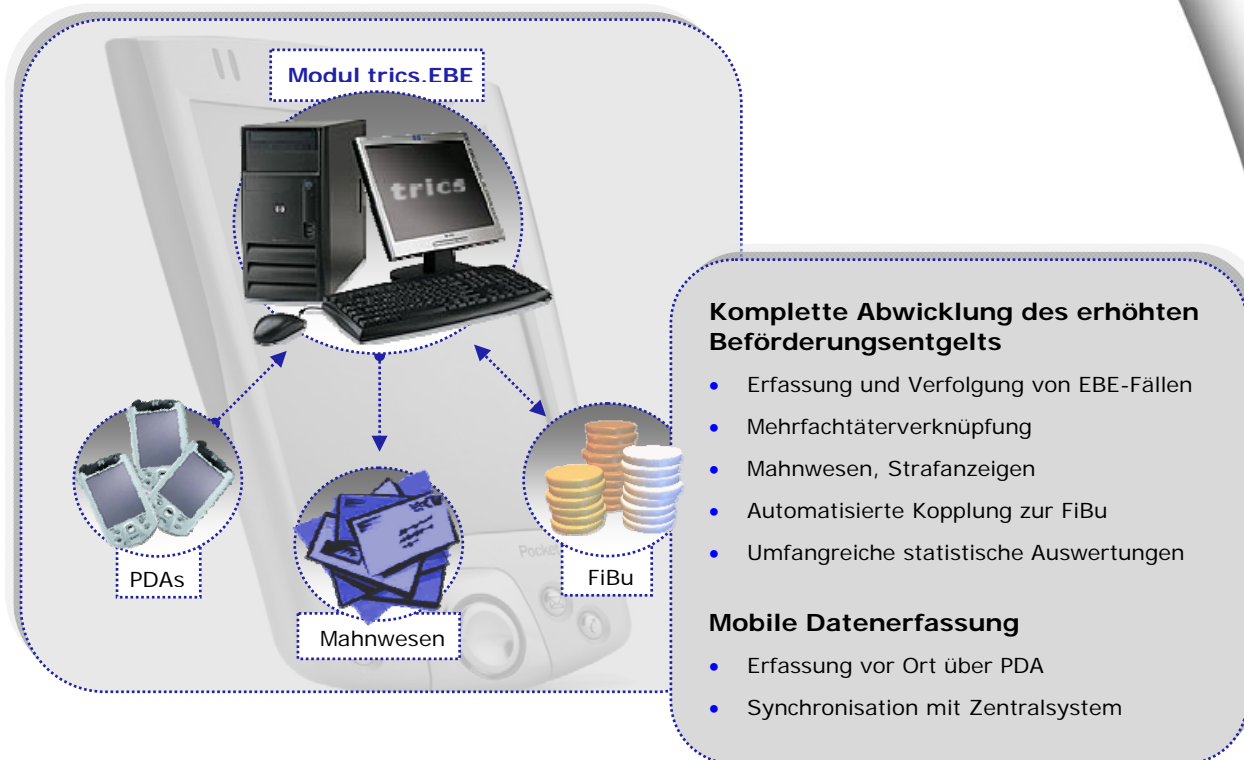 Modul trics.EBE
trics
PDAs
Mahnwesen
FiBu
Pocket
Komplette Abwicklung des erhöhten
Beförderungsentgelts
• Erfassung und Verfolgung von EBE-Fällen
• Mehrfachtäterverknüpfung
• Mahnwesen, Strafanzeigen
• Automatisierte Kopplung zur FiBu
• Umfangreiche statistische Auswertungen
Mobile Datenerfassung
• Erfassung vor Ort über PDA
• Synchronisation mit Zentralsystem